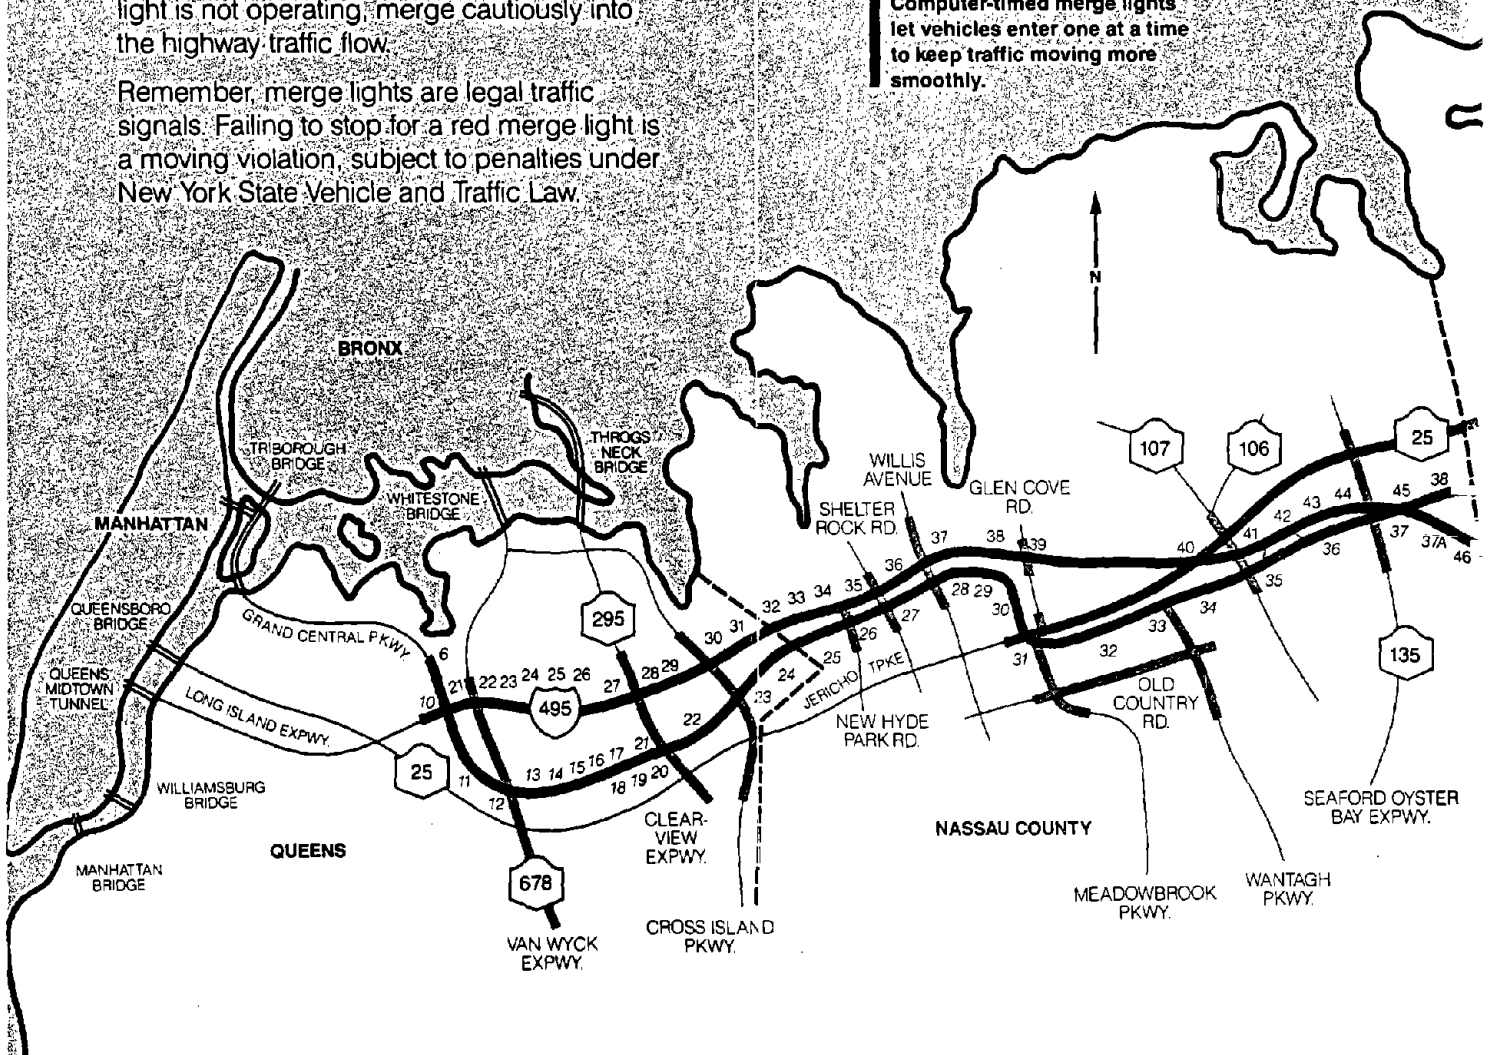 light is not operating, merge cautiously into
the highway traffic flow.
Remember, merge lights are legal traffic
signals. Failing to stop for a red merge light is
a moving violation, subject to penalties under
New York State Vehicle and Traffic Law.
Computer-timed merge lights
let vehicles enter one at a time
to keep traffic moving more
smoothly.
N
BRONX
TRIBOROUGH
BRIDGE
WHITESTONE
BRIDGE
THROGS
NECK
BRIDGE
MANHATTAN
QUEENSBORO
BRIDGE
QUEENS
MIDTOWN
TUNNEL
WILLIAMSBURG
BRIDGE
MANHATTAN
BRIDGE
GRAND CENTRAL PKWY.
LONG ISLAND EXPWY.
QUEENS
25
495
295
678
VAN WYCK
EXPWY.
CLEAR-
VIEW
EXPWY.
CROSS ISLAND
PKWY.
6
10
21
22 23 24 25 26
27
28 29
30
31
32 33 34 35
36
37
38
39
40
41
42
43
44
45
38
11
12
13 14 15 16 17
18 19 20
21
22
23
24
25
26
27
28 29
30
31
32
33
34
35
36
37
37A
46
WILLIS
AVENUE
SHELTER
ROCK RD.
GLEN COVE
RD.
107
106
25
135
JERICHO TPKE
NEW HYDE
PARK RD.
OLD
COUNTRY
RD.
NASSAU COUNTY
SEAFORD OYSTER
BAY EXPWY.
MEADOWBROOK
PKWY.
WANTAGH
PKWY.